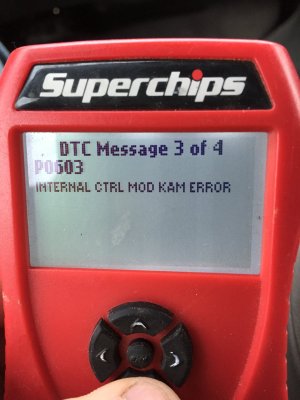 Superchips
DTC Message 3 of 4
P0603
INTERNAL CTRL MOD KAM ERROR